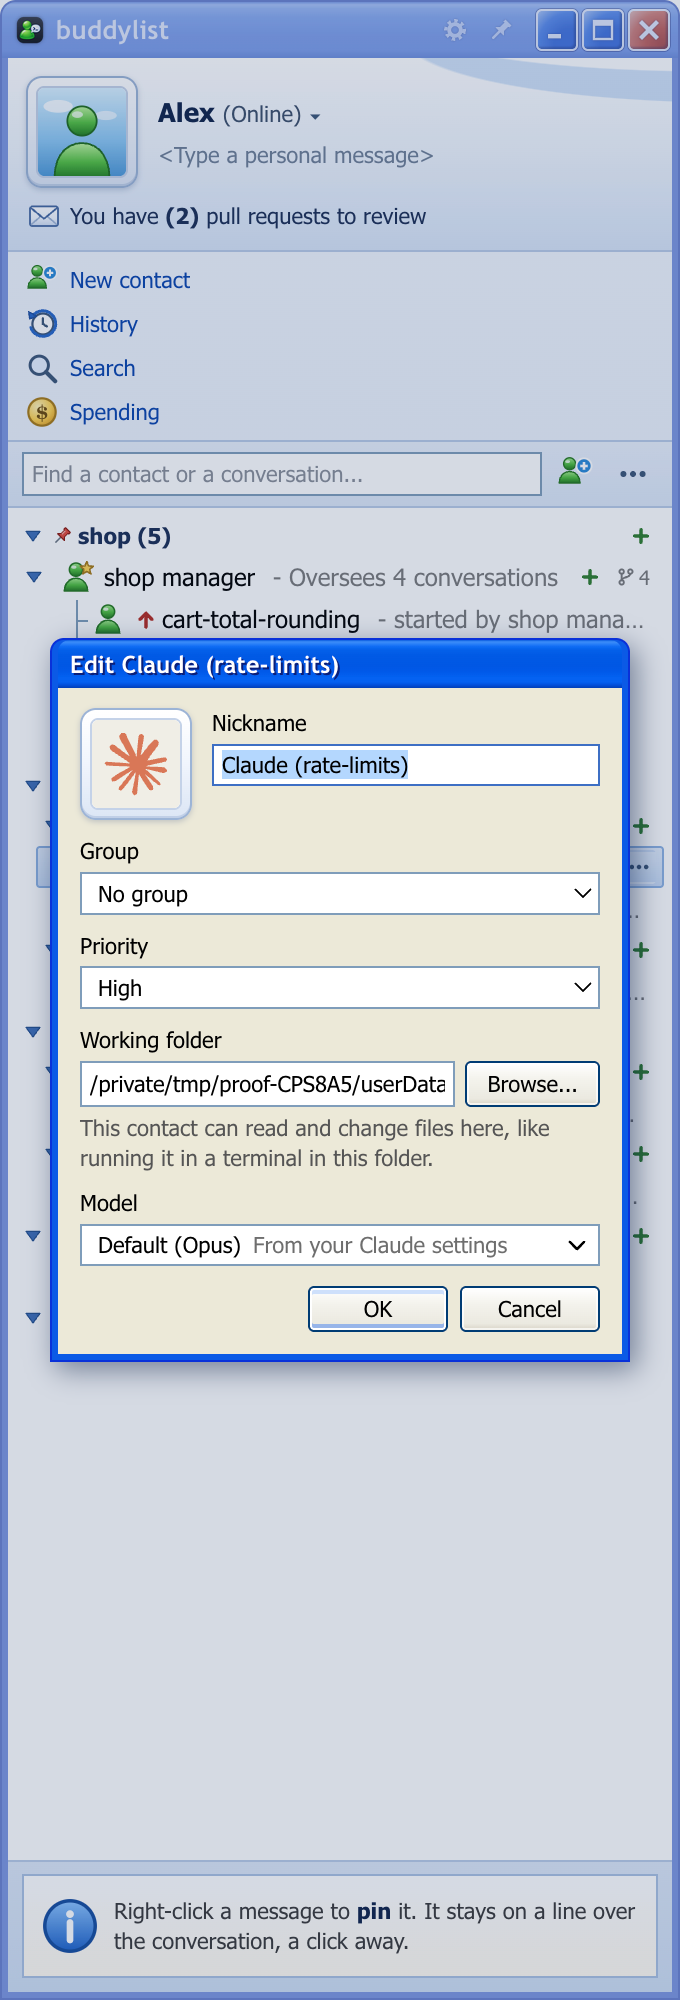 buddylist
Alex (Online)
<Type a personal message>
You have (2) pull requests to review
New contact
History
Search
Spending
Find a contact or a conversation...
shop (5)
shop manager - Oversees 4 conversations 4
cart-total-rounding - started by shop mana...
Edit Claude (rate-limits)
Nickname
Claude (rate-limits)
Group
No group
Priority
High
Working folder
/private/tmp/proof-CPS8A5/userData
Browse...
This contact can read and change files here, like
running it in a terminal in this folder.
Model
Default (Opus) From your Claude settings
OK
Cancel
Right-click a message to pin it. It stays on a line over
the conversation, a click away.